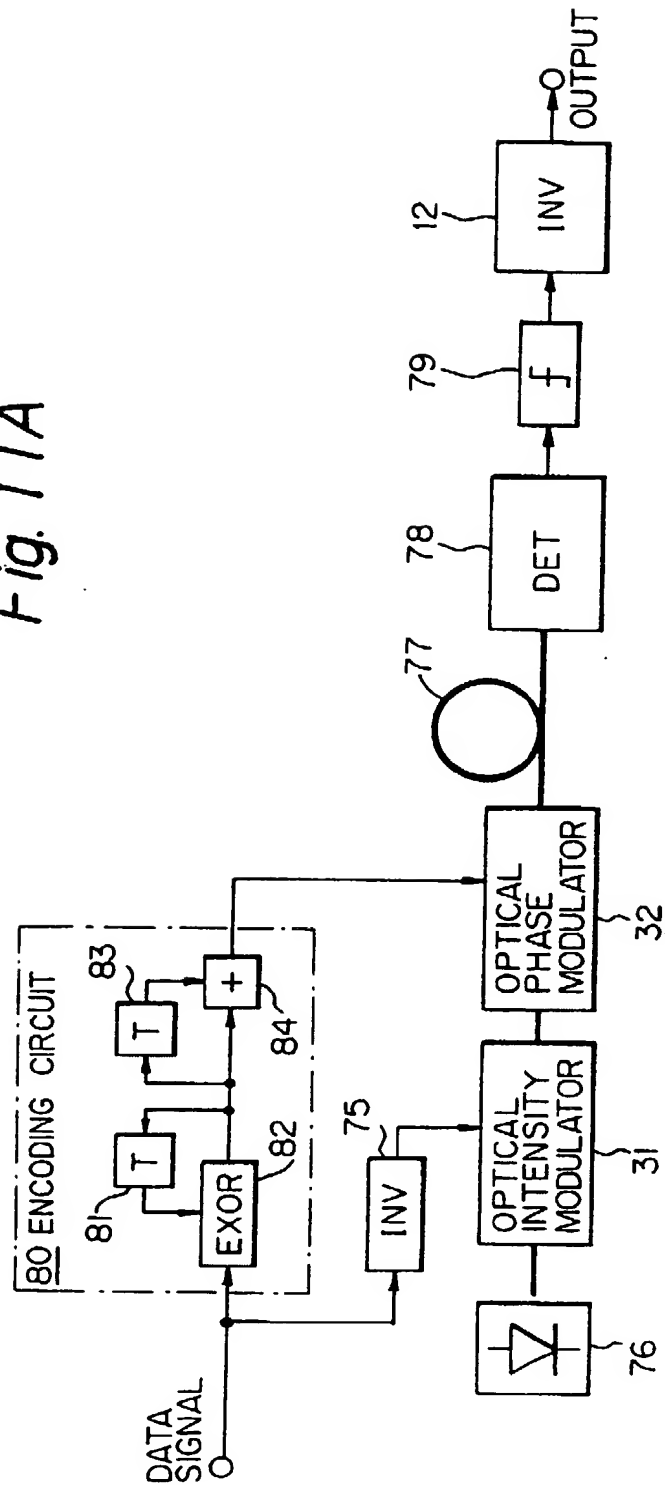 Fig. 11A
80 ENCODING CIRCUIT
81
T
83
T
EXOR
82
+
84
DATA
SIGNAL
75
INV
76
OPTICAL
INTENSITY
MODULATOR
31
OPTICAL
PHASE
MODULATOR
32
77
78
DET
79
12
INV
OUTPUT